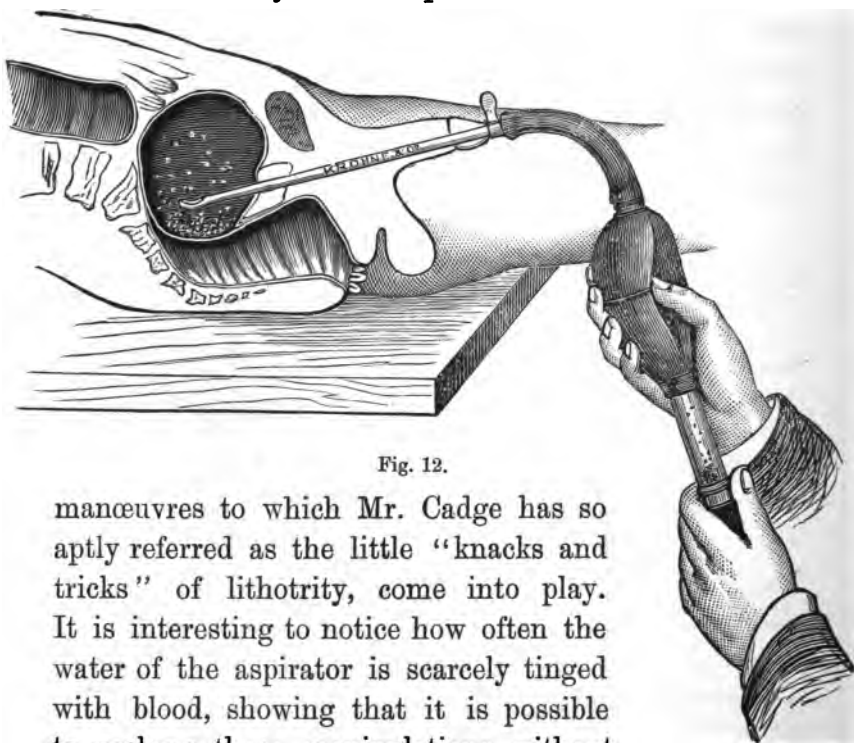 Fig. 12.
manœuvres to which Mr. Cadge has so
aptly referred as the little “knacks and
tricks” of lithotrity, come into play.
It is interesting to notice how often the
water of the aspirator is scarcely tinged
with blood, showing that it is possible